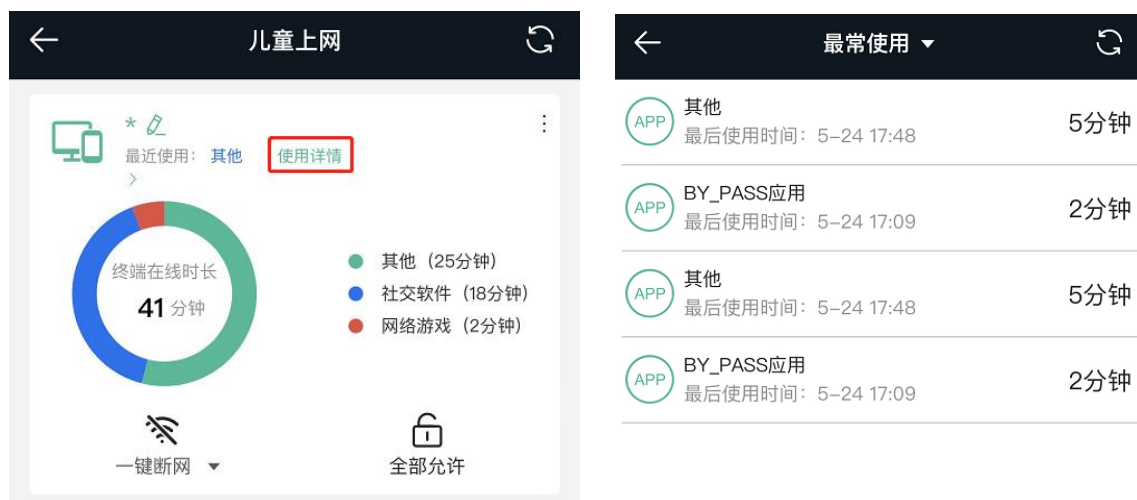 儿童上网
*
最近使用: 其他 使用详情
>
终端在线时长
41 分钟
其他 (25分钟)
社交软件 (18分钟)
网络游戏 (2分钟)
一键断网
全部允许
最常使用
APP
其他
最后使用时间: 5-24 17:48
5分钟
APP
BY_PASS应用
最后使用时间: 5-24 17:09
2分钟
APP
其他
最后使用时间: 5-24 17:48
5分钟
APP
BY_PASS应用
最后使用时间: 5-24 17:09
2分钟